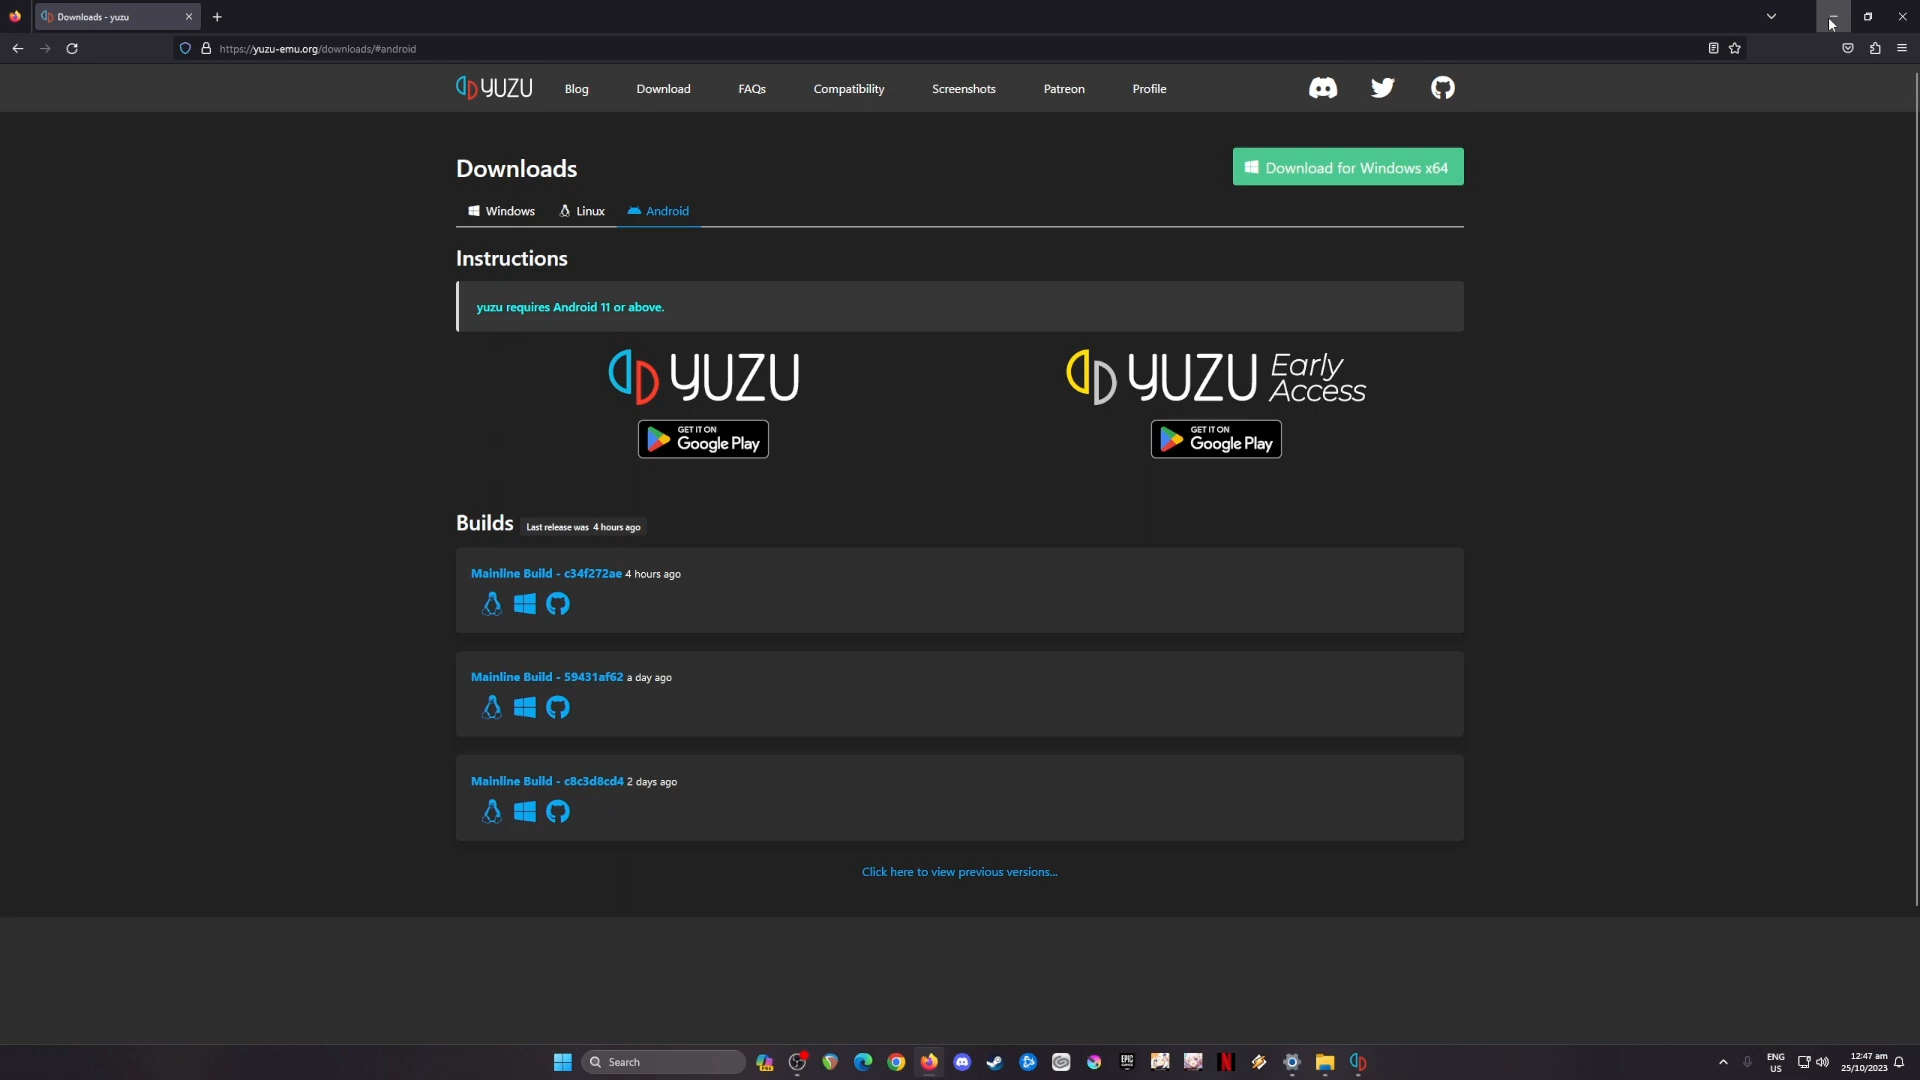 Downloads - yuzu
https://yuzu-emu.org/downloads/#android
YUZU
Blog
Download
FAQs
Compatibility
Screenshots
Patreon
Profile
Downloads
Download for Windows x64
Windows
Linux
Android
Instructions
yuzu requires Android 11 or above.
YUZU
YUZU Early Access
GET IT ON
Google Play
GET IT ON
Google Play
Builds Last release was 4 hours ago
Mainline Build - c34f272ae 4 hours ago
Mainline Build - 59431af62 a day ago
Mainline Build - c8c3d8cd4 2 days ago
Click here to view previous versions...
Search
PRE
EPIC
GAMES
N
ENG
US
12:47 am
25/10/2023